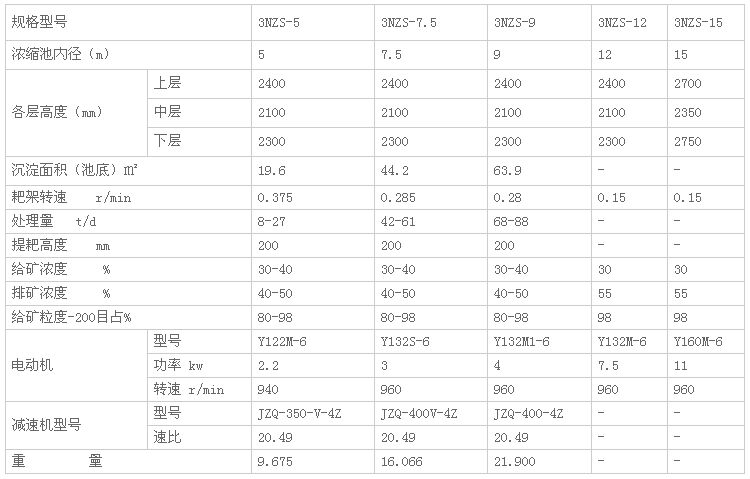 规格型号 3NZS-5 3NZS-7.5 3NZS-9 3NZS-12 3NZS-15
浓缩池内径（m） 5 7.5 9 12 15
各层高度（mm） 上层 2400 2400 2400 2400 2700
中层 2100 2100 2100 2100 2350
下层 2300 2300 2300 2300 2750
沉淀面积（池底）㎡ 19.6 44.2 63.9 - -
耙架转速 r/min 0.375 0.285 0.28 0.15 0.15
处理量 t/d 8-27 42-61 68-88 - -
提耙高度 mm 200 200 200 - -
给矿浓度 % 30-40 30-40 30-40 30 30
排矿浓度 % 40-50 40-50 40-50 55 55
给矿粒度-200目占% 80-98 80-98 80-98 98 98
电动机 型号 Y122M-6 Y132S-6 Y132M1-6 Y132M-6 Y160M-6
功率 kw 2.2 3 4 7.5 11
转速 r/min 940 960 960 960 960
减速机型号 型号 JZQ-350-V-4Z JZQ-400V-4Z JZQ-400-4Z - -
速比 20.49 20.49 20.49 - -
重 量 9.675 16.066 21.900 - -